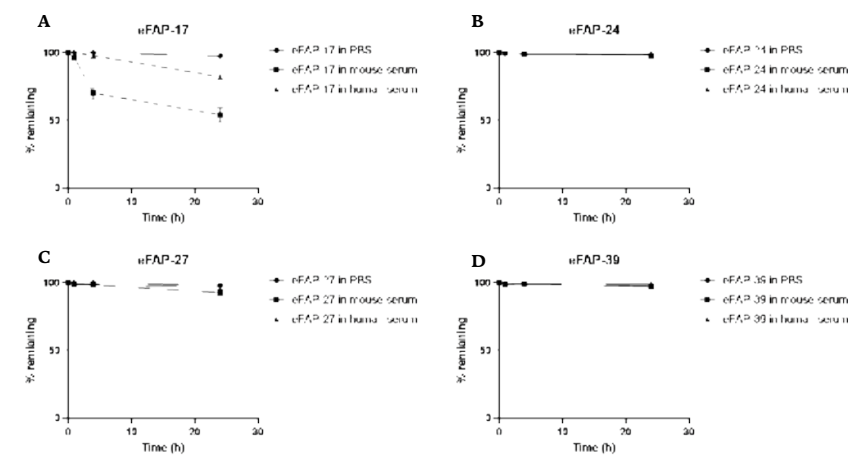 A
eFAP-17
100
50
0
0 10 20 30
% remaining
Time (h)
eFAP-17 in PBS
eFAP-17 in mouse serum
eFAP-17 in human serum
B
eFAP-24
100
50
0
0 10 20 30
% remaining
Time (h)
eFAP-24 in PBS
eFAP-24 in mouse serum
eFAP-24 in human serum
C
eFAP-27
100
50
0
0 10 20 30
% remaining
Time (h)
eFAP-27 in PBS
eFAP-27 in mouse serum
eFAP-27 in human serum
D
eFAP-39
100
50
0
0 10 20 30
% remaining
Time (h)
eFAP-39 in PBS
eFAP-39 in mouse serum
eFAP-39 in human serum